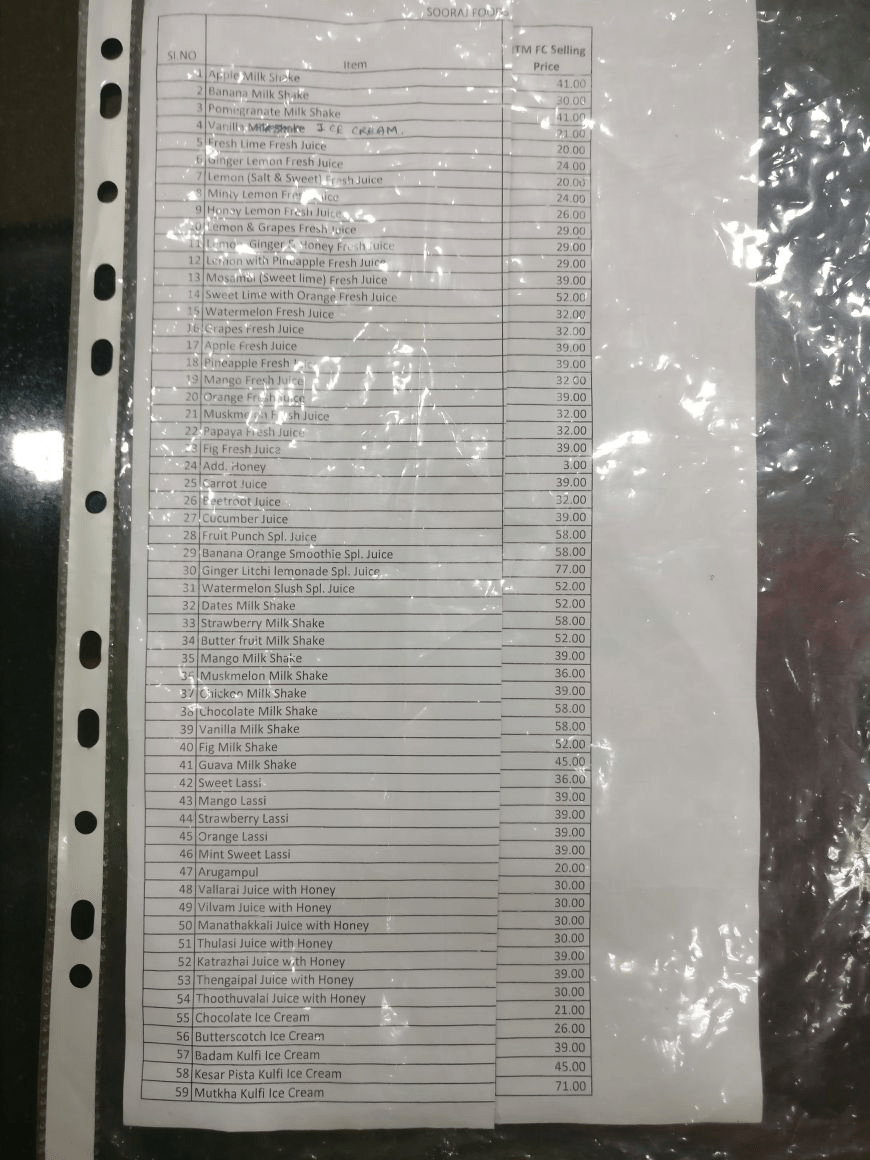 SOORAJ FOODS
SI.NO Item TM FC Selling Price
1 Apple Milk Shake 41.00
2 Banana Milk Shake 30.00
3 Pomegranate Milk Shake 41.00
4 Vanilla Milkshake ICE CREAM. 21.00
5 Fresh Lime Fresh Juice 20.00
6 Ginger Lemon Fresh Juice 24.00
7 Lemon (Salt & Sweet) Fresh Juice 20.00
8 Minty Lemon Fresh Juice 24.00
9 Honey Lemon Fresh Juice 26.00
10 Lemon & Grapes Fresh Juice 29.00
11 Lemon, Ginger & Honey Fresh Juice 29.00
12 Lemon with Pineapple Fresh Juice 29.00
13 Mosambi (Sweet lime) Fresh Juice 39.00
14 Sweet Lime with Orange Fresh Juice 52.00
15 Watermelon Fresh Juice 32.00
16 Grapes Fresh Juice 32.00
17 Apple Fresh Juice 39.00
18 Pineapple Fresh Juice 39.00
19 Mango Fresh Juice 32.00
20 Orange Fresh Juice 39.00
21 Muskmelon Fresh Juice 32.00
22 Papaya Fresh Juice 32.00
23 Fig Fresh Juice 39.00
24 Add. Honey 3.00
25 Carrot Juice 39.00
26 Beetroot Juice 32.00
27 Cucumber Juice 39.00
28 Fruit Punch Spl. Juice 58.00
29 Banana Orange Smoothie Spl. Juice 58.00
30 Ginger Litchi lemonade Spl. Juice 77.00
31 Watermelon Slush Spl. Juice 52.00
32 Dates Milk Shake 52.00
33 Strawberry Milk Shake 58.00
34 Butter fruit Milk Shake 52.00
35 Mango Milk Shake 39.00
36 Muskmelon Milk Shake 36.00
37 Chickoo Milk Shake 39.00
38 Chocolate Milk Shake 58.00
39 Vanilla Milk Shake 58.00
40 Fig Milk Shake 52.00
41 Guava Milk Shake 45.00
42 Sweet Lassi 36.00
43 Mango Lassi 39.00
44 Strawberry Lassi 39.00
45 Orange Lassi 39.00
46 Mint Sweet Lassi 39.00
47 Arugampul 20.00
48 Vallarai Juice with Honey 30.00
49 Vilvam Juice with Honey 30.00
50 Manathakkali Juice with Honey 30.00
51 Thulasi Juice with Honey 30.00
52 Katrazhai Juice with Honey 39.00
53 Thengaipal Juice with Honey 39.00
54 Thoothuvalai Juice with Honey 30.00
55 Chocolate Ice Cream 21.00
56 Butterscotch Ice Cream 26.00
57 Badam Kulfi Ice Cream 39.00
58 Kesar Pista Kulfi Ice Cream 45.00
59 Mutkha Kulfi Ice Cream 71.00